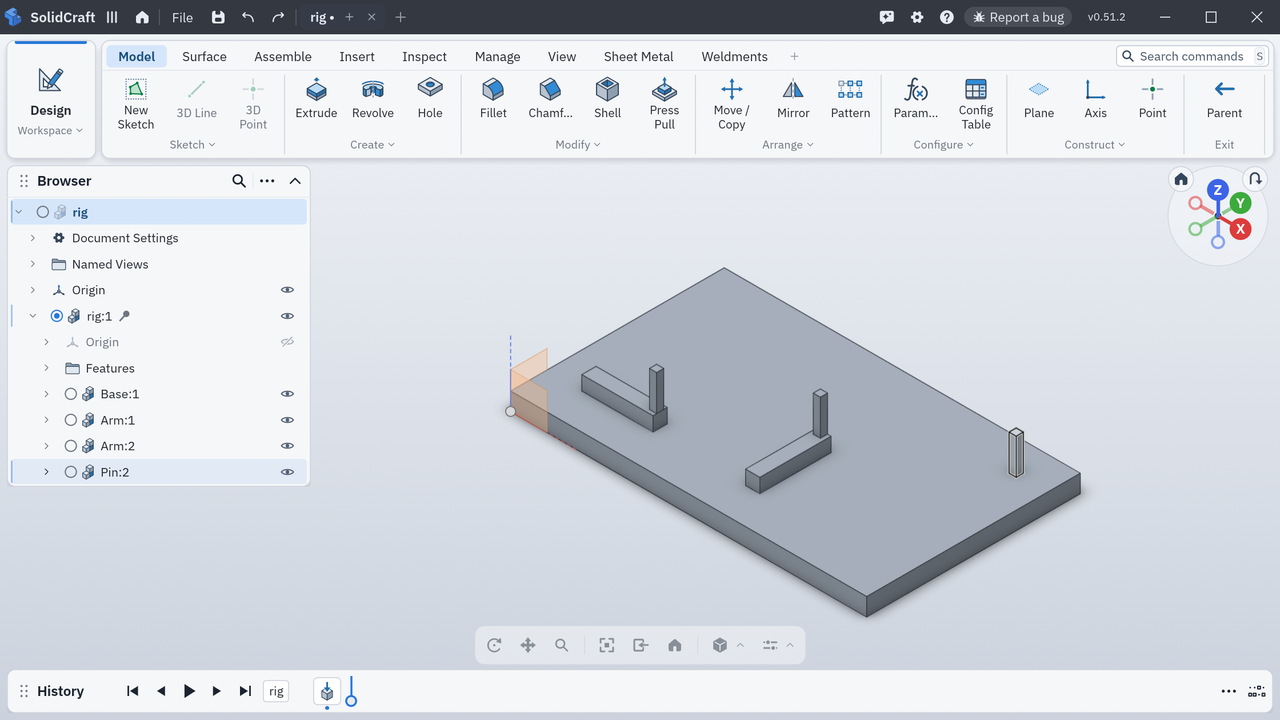 SolidCraft
File
rig •
Report a bug
v0.51.2
Design
Workspace
Model
Surface
Assemble
Insert
Inspect
Manage
View
Sheet Metal
Weldments
Search commands
S
New
Sketch
3D Line
3D
Point
Extrude
Revolve
Hole
Fillet
Chamf...
Shell
Press
Pull
Move /
Copy
Mirror
Pattern
Param...
Config
Table
Plane
Axis
Point
Parent
Sketch
Create
Modify
Arrange
Configure
Construct
Exit
Browser
rig
Document Settings
Named Views
Origin
rig:1
Origin
Features
Base:1
Arm:1
Arm:2
Pin:2
Z
Y
X
History
rig